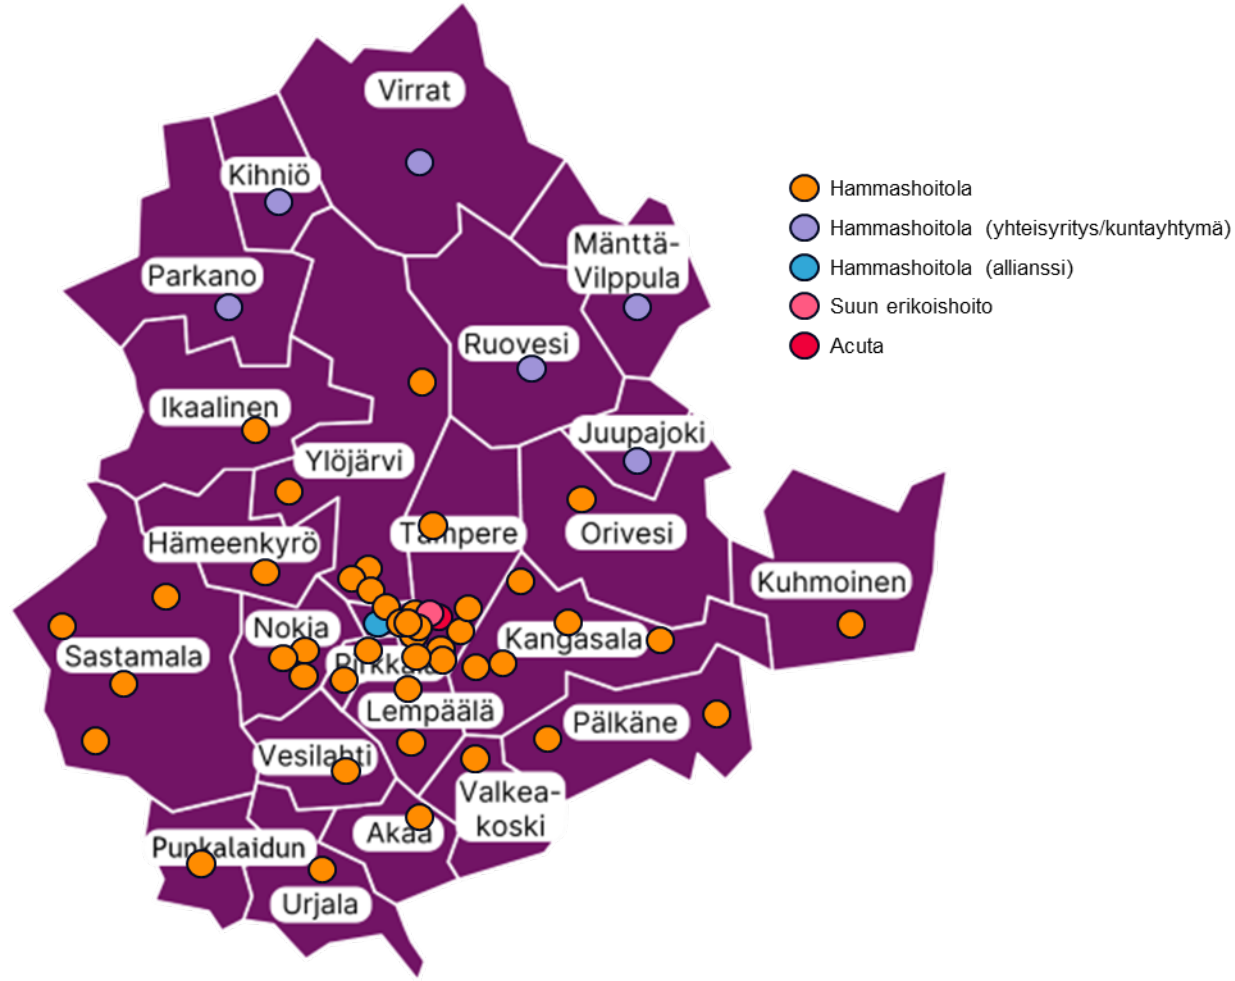 Virrat
Kihniö
Mänttä-
Vilppula
Parkano
Ruovesi
Ikaalinen
Juupajoki
Ylöjärvi
Hämeenkyrö
Tampere
Orivesi
Kuhmoinen
Nokia
Kangasala
Sastamala
Pirkkala
Lempäälä
Pälkäne
Vesilahti
Valkea-
koski
Akaa
Punkalaidun
Urjala
Hammashoitola
Hammashoitola (yhteisyritys/kuntayhtymä)
Hammashoitola (allianssi)
Suun erikoishoito
Acuta